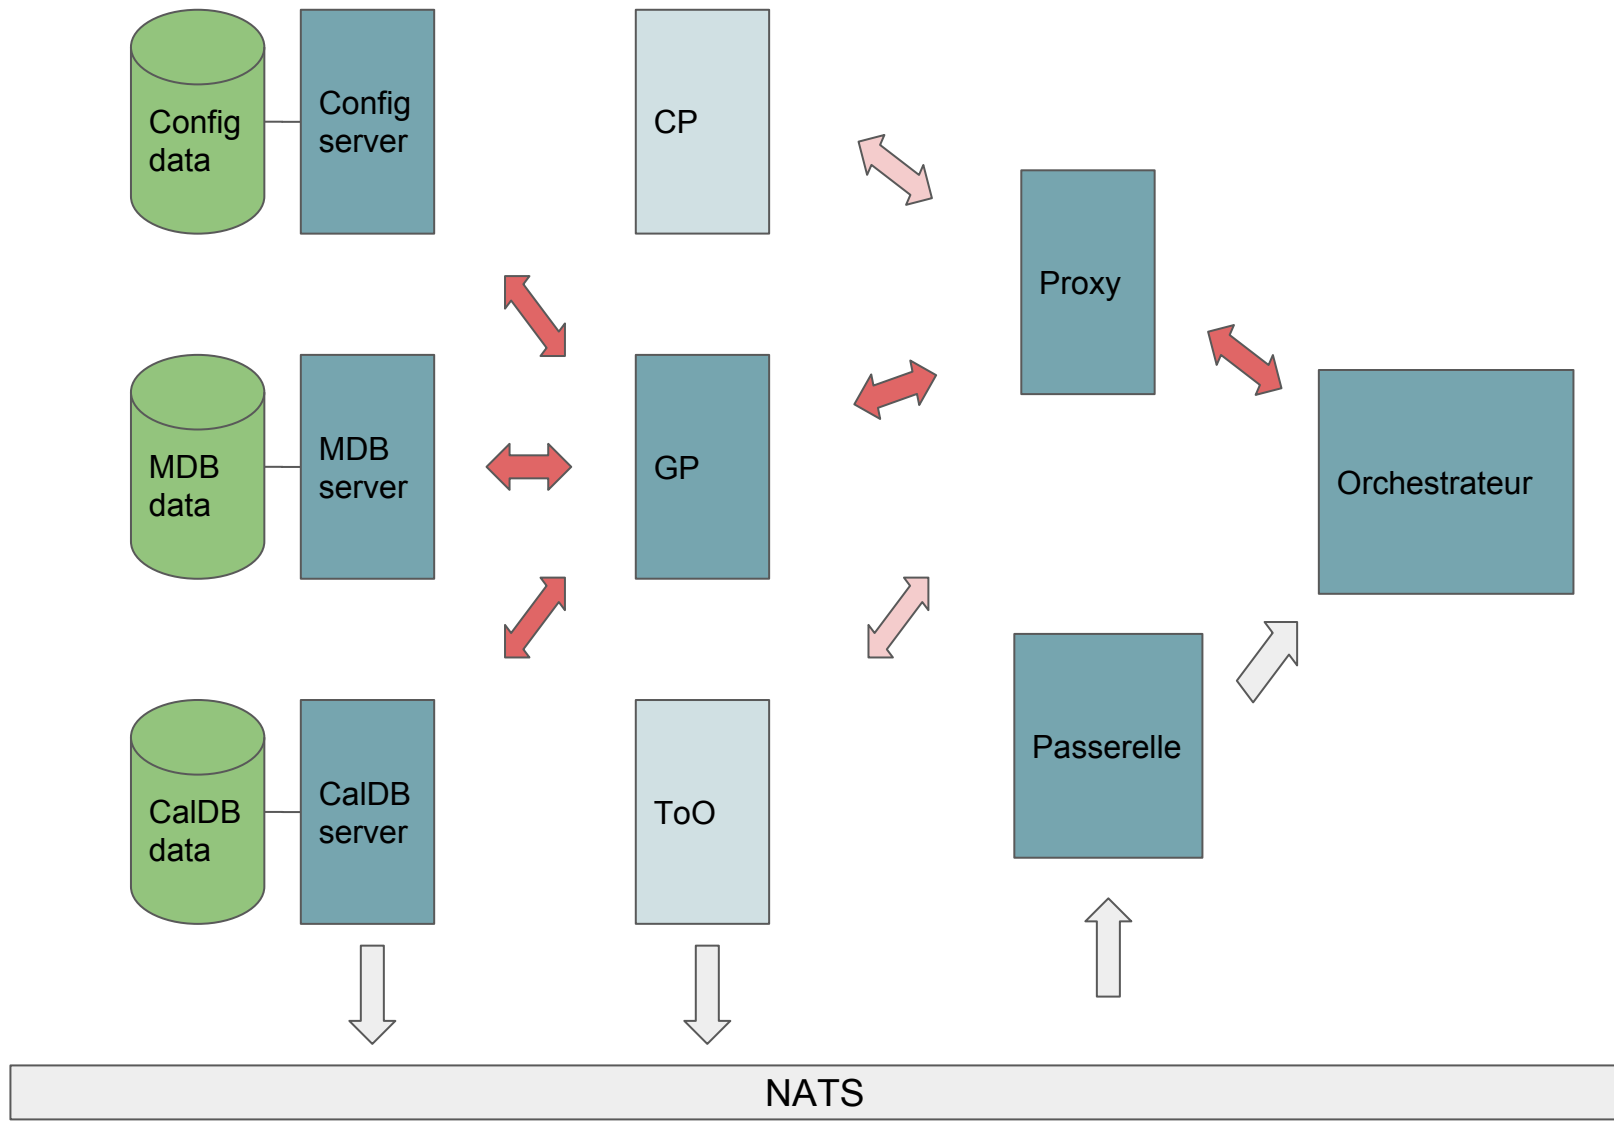 Config
data
Config
server
CP
Proxy
MDB
data
MDB
server
GP
Orchestrateur
CalDB
data
CalDB
server
ToO
Passerelle
NATS